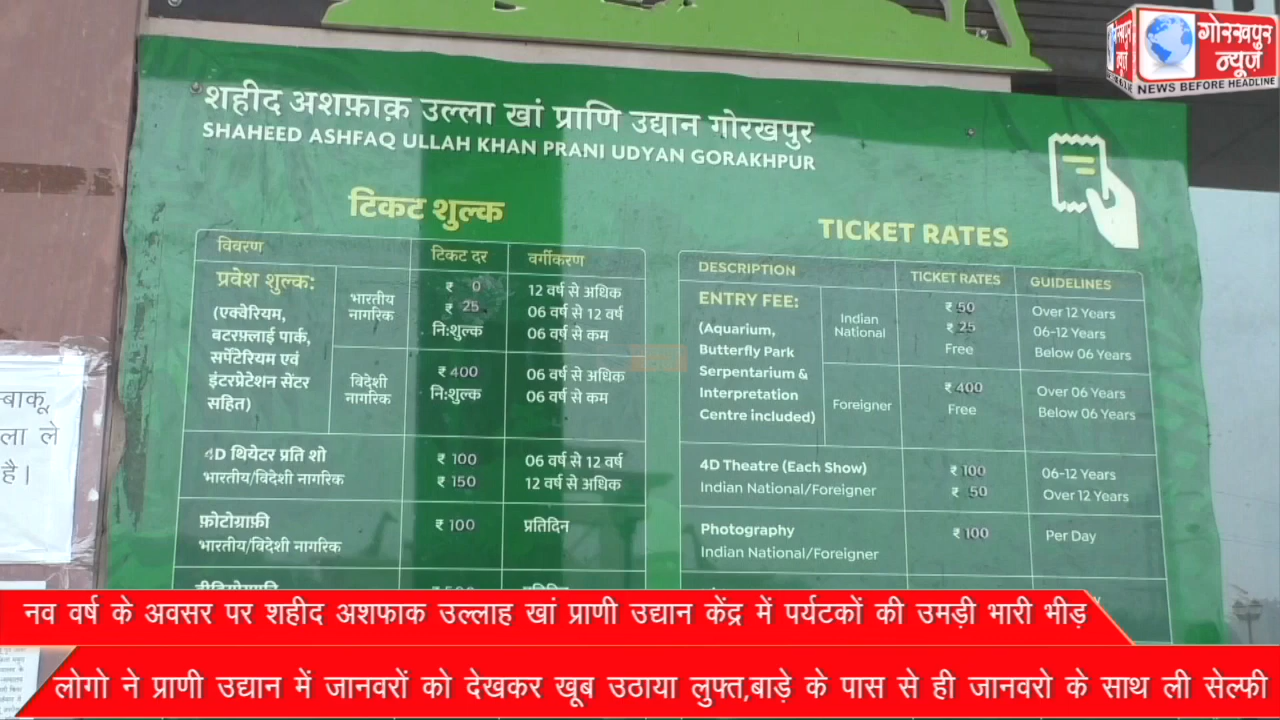 गोरखपुर
न्यूज़
NEWS BEFORE HEADLINE
शहीद अशफ़ाक़ उल्ला खां प्राणि उद्यान गोरखपुर
SHAHEED ASHFAQ ULLAH KHAN PRANI UDYAN GORAKHPUR
टिकट शुल्क
विवरण टिकट दर वर्गीकरण
प्रवेश शुल्क:
(एक्वेरियम,
बटरफ़्लाई पार्क,
सर्पेंटेरियम एवं
इंटरप्रेटेशन सेंटर
सहित)
भारतीय
नागरिक
₹ 0 12 वर्ष से अधिक
₹ 25 06 वर्ष से 12 वर्ष
नि:शुल्क 06 वर्ष से कम
विदेशी
नागरिक
₹ 400 06 वर्ष से अधिक
नि:शुल्क 06 वर्ष से कम
4D थियेटर प्रति शो ₹ 100 06 वर्ष से 12 वर्ष
भारतीय/विदेशी नागरिक ₹ 150 12 वर्ष से अधिक
फ़ोटोग्राफ़ी ₹ 100 प्रतिदिन
भारतीय/विदेशी नागरिक
TICKET RATES
DESCRIPTION TICKET RATES GUIDELINES
ENTRY FEE:
(Aquarium,
Butterfly Park
Serpentarium &
Interpretation
Centre included)
Indian
National
₹ 50 Over 12 Years
₹ 25 06-12 Years
Free Below 06 Years
Foreigner
₹ 400 Over 06 Years
Free Below 06 Years
4D Theatre (Each Show) ₹ 100 06-12 Years
Indian National/Foreigner ₹ 50 Over 12 Years
Photography ₹ 100 Per Day
Indian National/Foreigner
ला ले
है।
नव वर्ष के अवसर पर शहीद अशफाक उल्लाह खां प्राणी उद्यान केंद्र में पर्यटकों की उमड़ी भारी भीड़
लोगो ने प्राणी उद्यान में जानवरों को देखकर खूब उठाया लुफ्त,बाड़े के पास से ही जानवरो के साथ ली सेल्फी